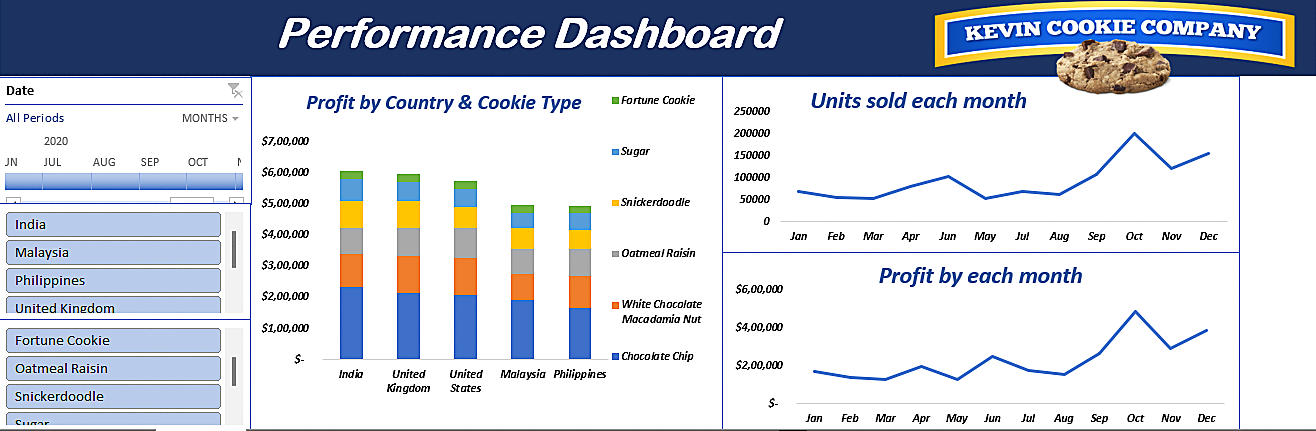 Performance Dashboard
KEVIN COOKIE COMPANY
Date
All Periods
MONTHS
2020
JN JUL AUG SEP OCT
India
Malaysia
Philippines
United Kingdom
Fortune Cookie
Oatmeal Raisin
Snickerdoodle
Sugar
Profit by Country & Cookie Type
$7,00,000
$6,00,000
$5,00,000
$4,00,000
$3,00,000
$2,00,000
$1,00,000
$-
India
United
Kingdom
United
States
Malaysia
Philippines
Fortune Cookie
Sugar
Snickerdoodle
Oatmeal Raisin
White Chocolate
Macadamia Nut
Chocolate Chip
Units sold each month
250000
200000
150000
100000
50000
0
Jan Feb Mar Apr Jun May Jul Aug Sep Oct Nov Dec
Profit by each month
$6,00,000
$4,00,000
$2,00,000
$-
Jan Feb Mar Apr May Jun Jul Aug Sep Oct Nov Dec